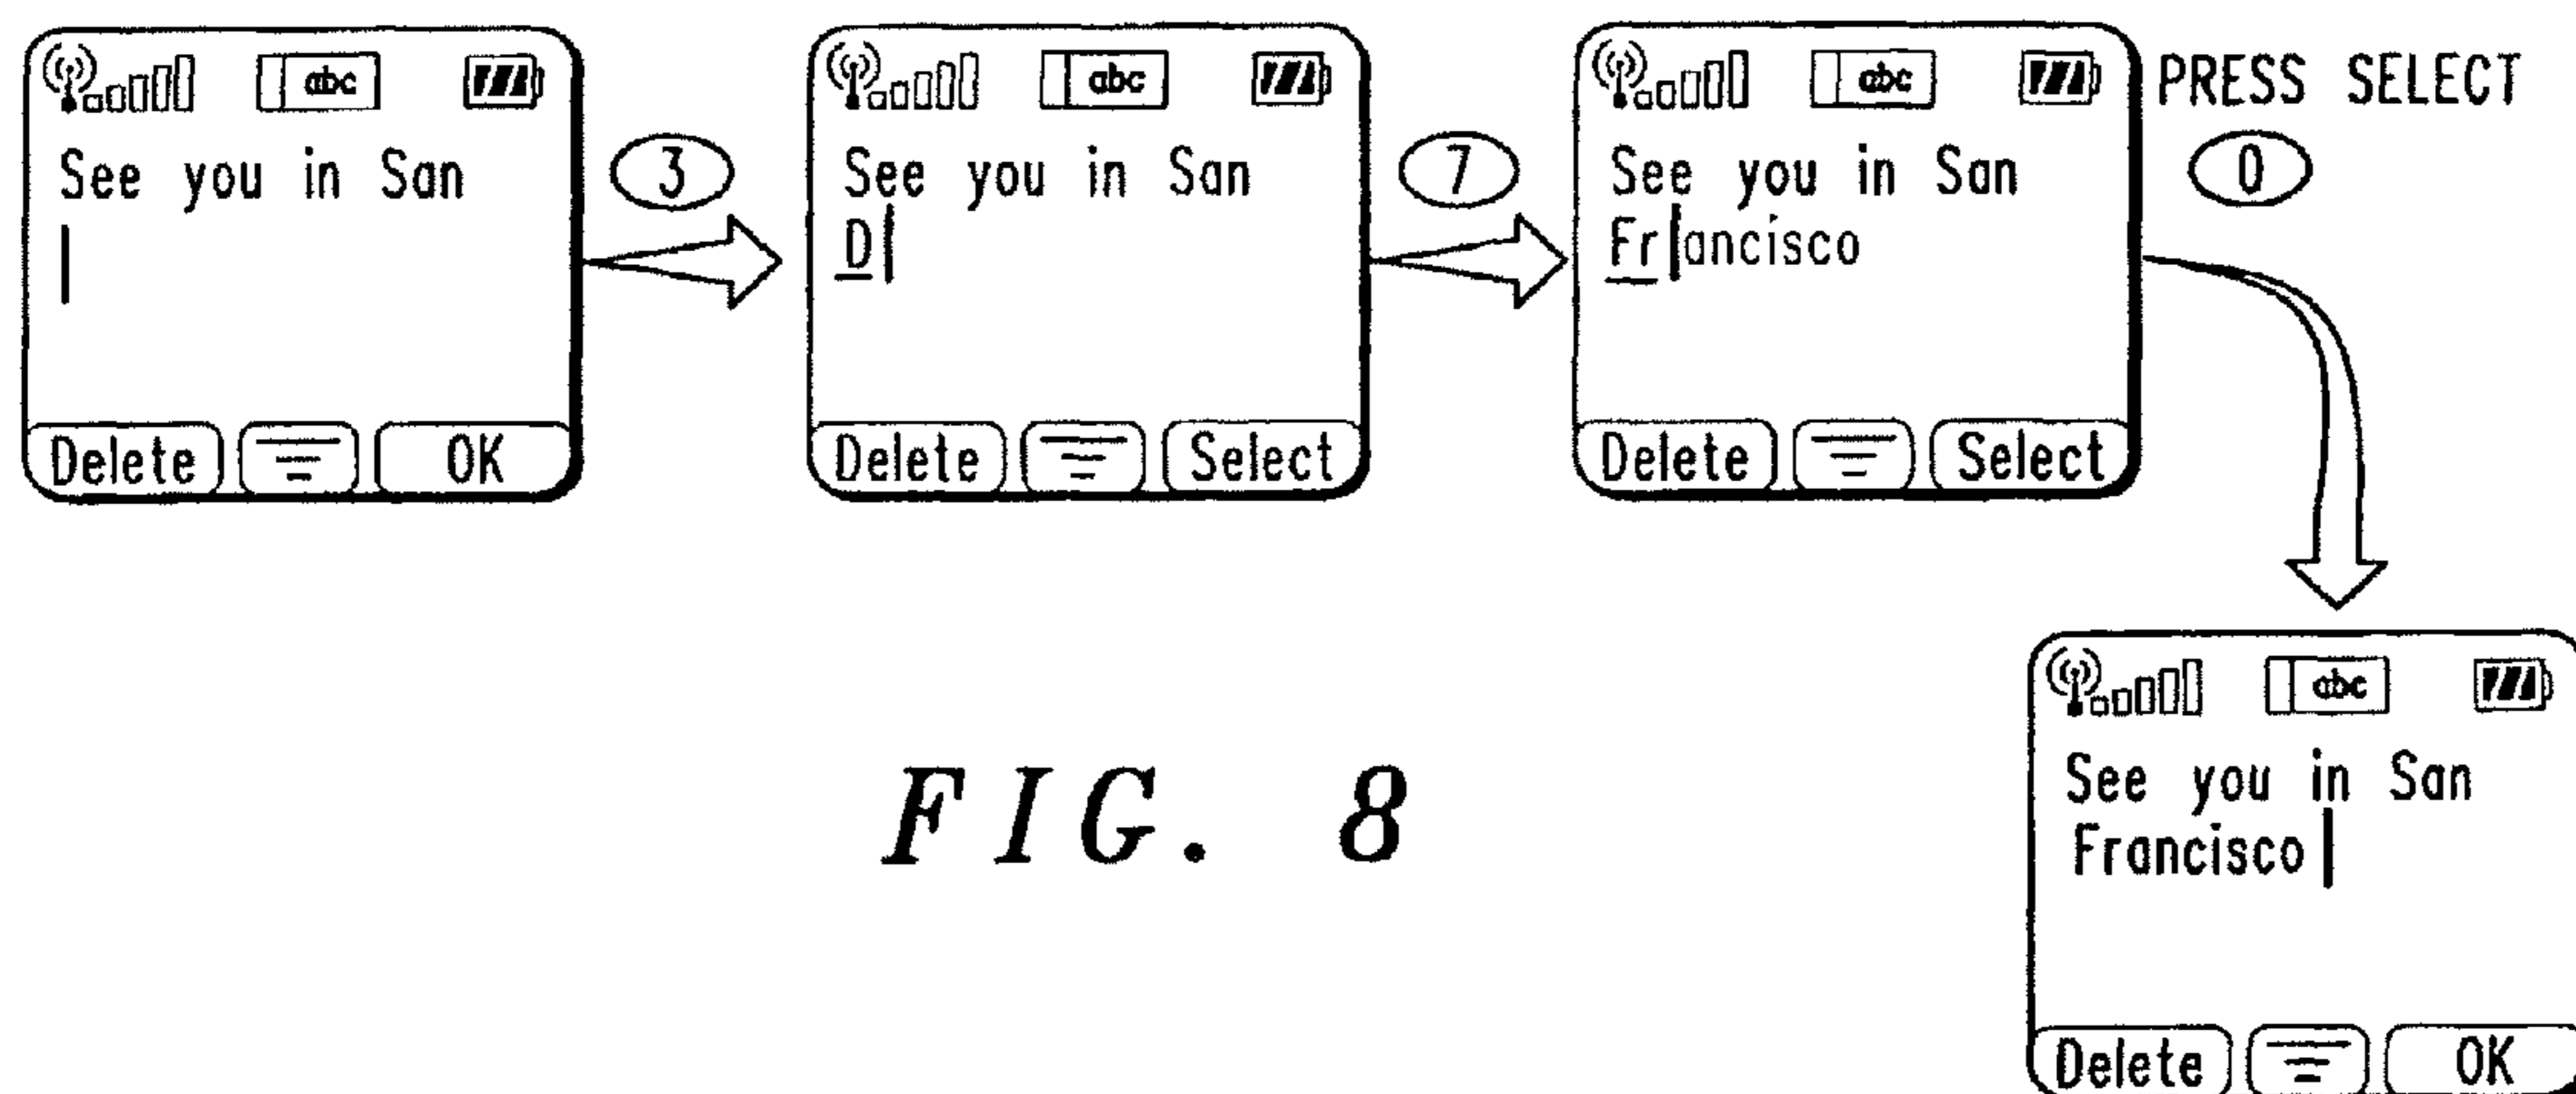 abc
See you in San
Delete OK
3
abc
See you in San
D
Delete Select
7
abc
See you in San
Francisco
Delete Select
PRESS SELECT
0
abc
See you in San
Francisco
Delete OK
FIG. 8